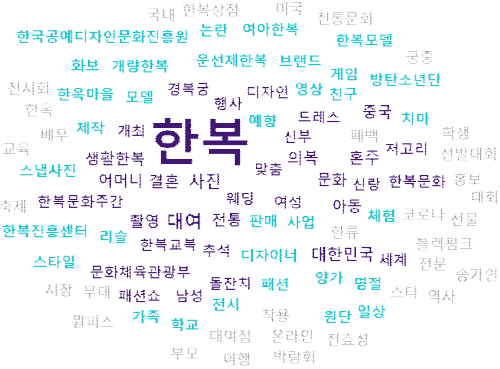 국내 한복상점 미국
전통문화
한국공예디자인문화진흥원 논란 여아한복
한복모델
화보 개량한복 운선제한복 브랜드 궁중
전시회 한옥마을 모델 경복궁 디자인 영상 게임 방탄소년단
친구
한옥 행사
제작 개최 한복 예향 드레스 중국 치마
배우 신부 폐백 학생
교육 생활한복 의복 혼주 저고리 선발대회
스냅사진 맞춤
어머니 결혼 사진 문화 신랑 한복문화 홍보
축제 한복문화주간 웨딩 여성 아동 대회
촬영 대여 전통 판매 사업 체험 코로나 선물
한복진흥센터 리슬 한류
한복교복 추석 디자이너 대한민국 세계 블랙핑크
스타일 전문
문화체육관광부 돌잔치 패션 양가 명절 송가인
시장 무대 패션쇼 남성 전시 스타 역사
월피스 가족 학교 착용 원단 일상
대여점 온라인 전효성
부모 여행 박람회